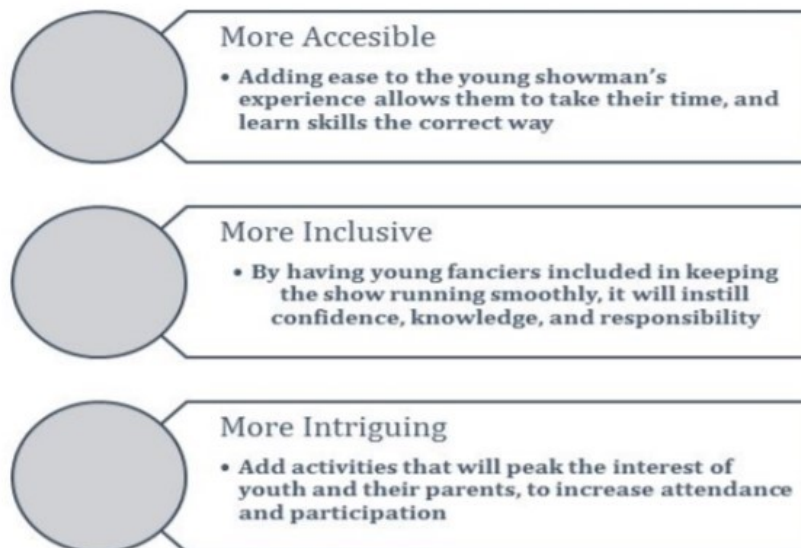 More Accesible
• Adding ease to the young showman's
experience allows them to take their time, and
learn skills the correct way
More Inclusive
• By having young fanciers included in keeping
the show running smoothly, it will instill
confidence, knowledge, and responsibility
More Intriguing
• Add activities that will peak the interest of
youth and their parents, to increase attendance
and participation